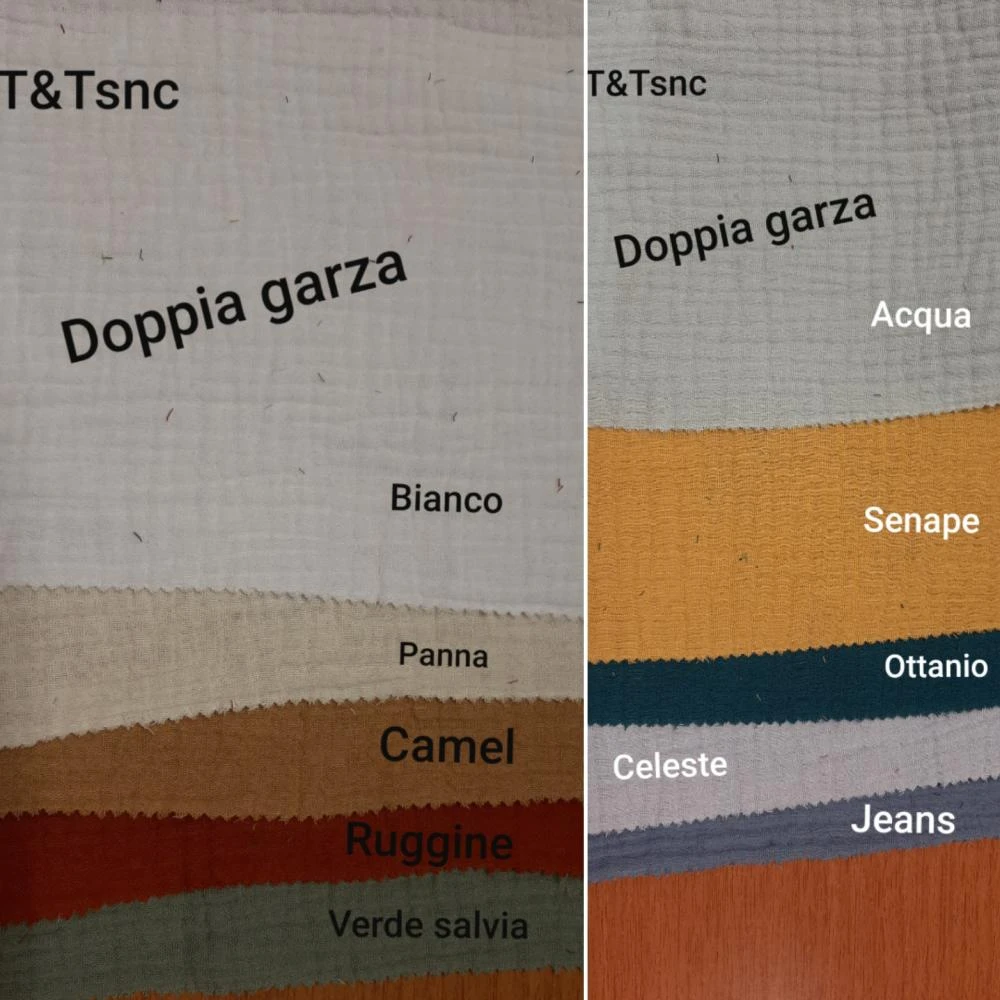 T&Tsnc
Doppia garza
Bianco
Panna
Camel
Ruggine
Verde salvia
T&Tsnc
Doppia garza
Acqua
Senape
Ottanio
Celeste
Jeans